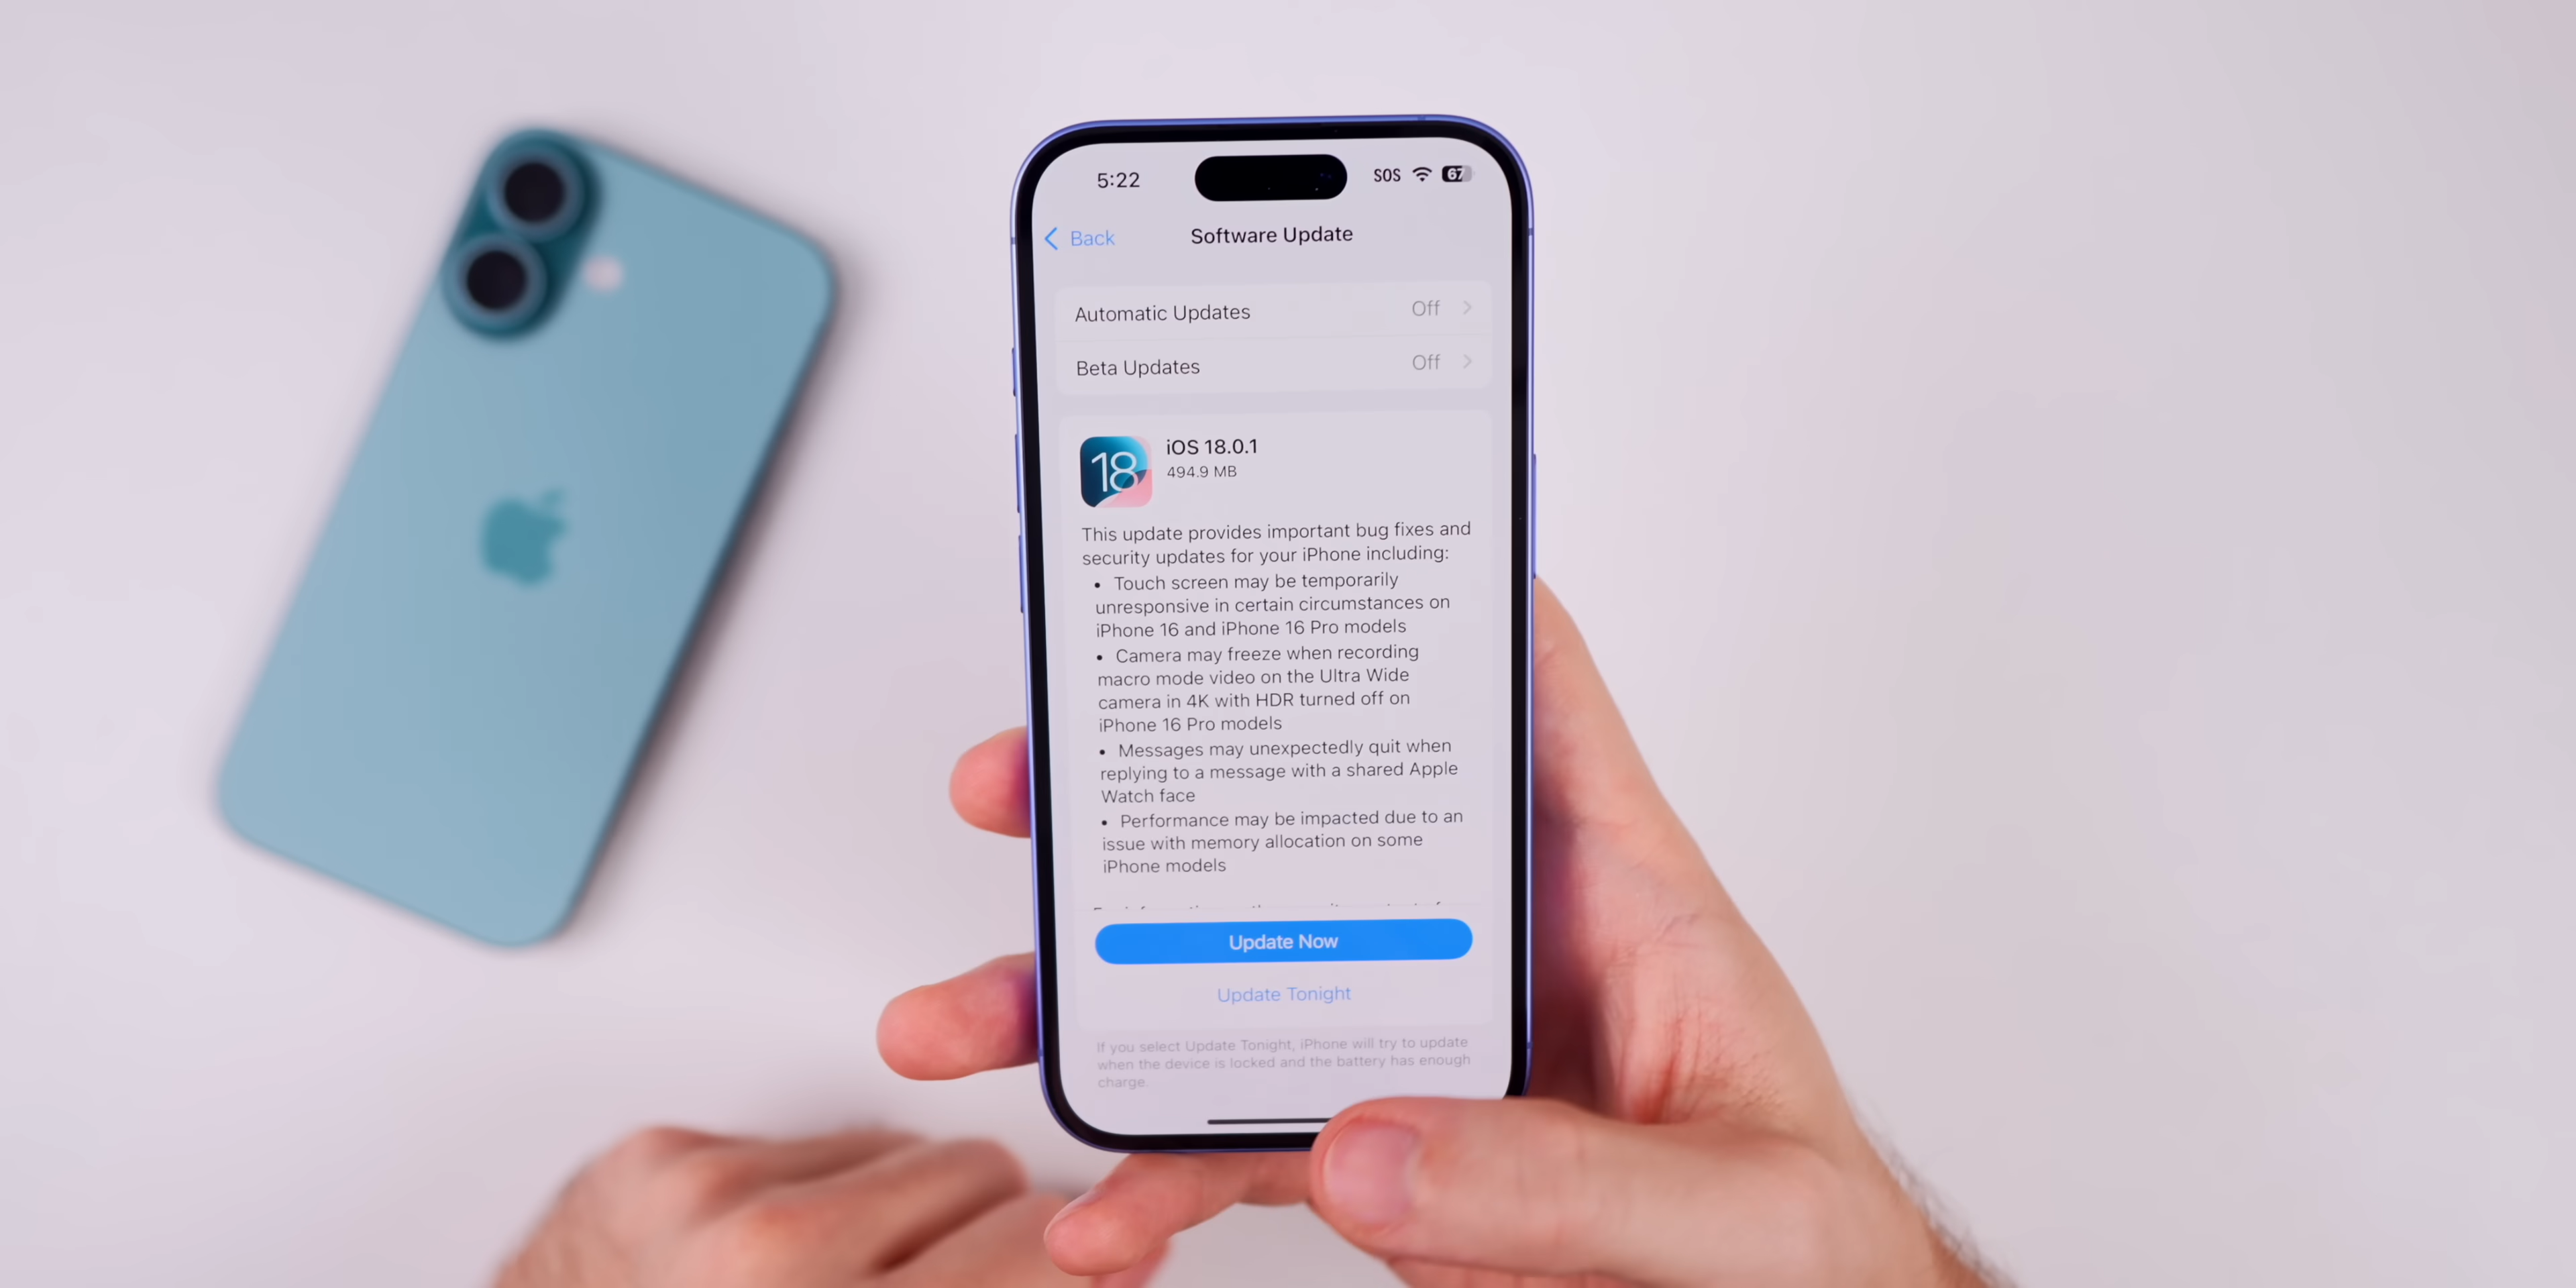 5:22 SOS 67
Back Software Update
Automatic Updates Off
Beta Updates Off
18
iOS 18.0.1
494.9 MB
This update provides important bug fixes and
security updates for your iPhone including:
• Touch screen may be temporarily
unresponsive in certain circumstances on
iPhone 16 and iPhone 16 Pro models
• Camera may freeze when recording
macro mode video on the Ultra Wide
camera in 4K with HDR turned off on
iPhone 16 Pro models
• Messages may unexpectedly quit when
replying to a message with a shared Apple
Watch face
• Performance may be impacted due to an
issue with memory allocation on some
iPhone models
Update Now
Update Tonight
If you select Update Tonight, iPhone will try to update
when the device is locked and the battery has enough
charge.